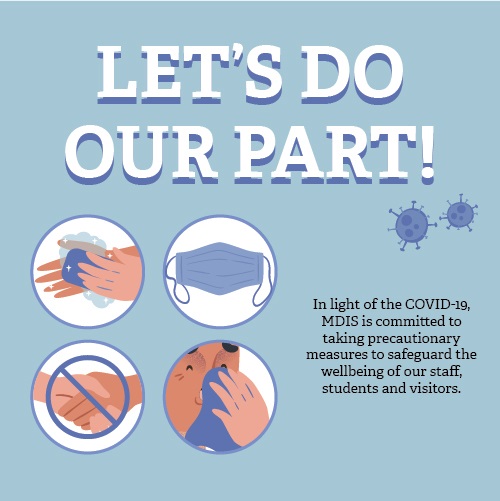 LET'S DO
OUR PART!
In light of the COVID-19,
MDIS is committed to
taking precautionary
measures to safeguard the
wellbeing of our staff,
students and visitors.